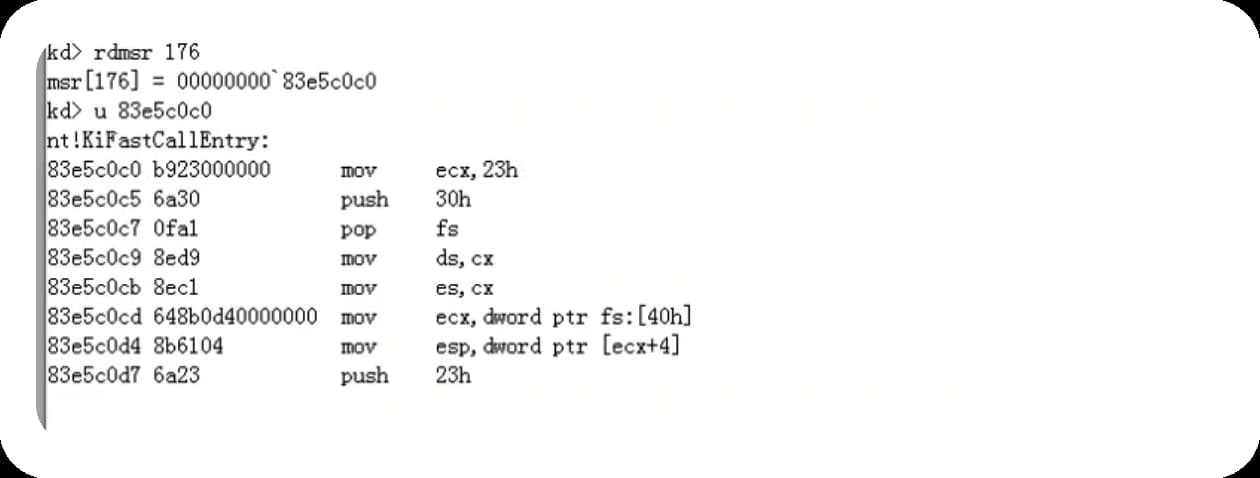 kd> rdmsr 176
msr[176] = 00000000`83e5c0c0
kd> u 83e5c0c0
nt!KiFastCallEntry:
83e5c0c0 b923000000 mov ecx, 23h
83e5c0c5 6a30 push 30h
83e5c0c7 0fa1 pop fs
83e5c0c9 8ed9 mov ds, cx
83e5c0cb 8ec1 mov es, cx
83e5c0cd 648b0d40000000 mov ecx, dword ptr fs:[40h]
83e5c0d4 8b6104 mov esp, dword ptr [ecx+4]
83e5c0d7 6a23 push 23h